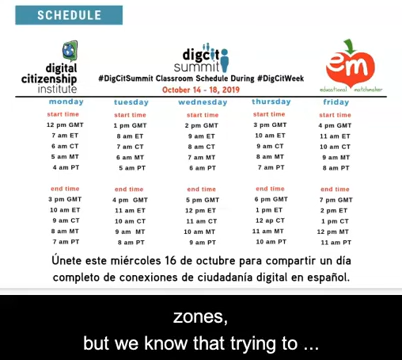 SCHEDULE
digital
citizenship
institute
digcit
summit
#DigCitSummit Classroom Schedule During #DigCitWeek
October 14 - 18, 2019
em
educational matchmaker
monday tuesday wednesday thursday friday
start time start time start time start time start time
12 pm GMT 1 pm GMT 2 pm GMT 3 pm GMT 4 pm GMT
7 am ET 8 am ET 9 am ET 10 am ET 11 am ET
6 am CT 7 am CT 8 am CT 9 am CT 10 am CT
5 am MT 6 am MT 7 am MT 8 am MT 9 am MT
4 am PT 5 am PT 6 am PT 7 am PT 8 am PT
end time end time end time end time end time
3 pm GMT 4 pm GMT 5 pm GMT 6 pm GMT 7 pm GMT
10 am ET 11 am ET 12 pm ET 1 pm ET 2 pm ET
9 am CT 10 am CT 11 am CT 12 ap CT 1 pm CT
8 am MT 9 am MT 10 am MT 11 am MT 12 pm MT
7 am PT 8 am PT 9 am PT 10 am PT 11 am PT
Únete este miércoles 16 de octubre para compartir un día
completo de conexiones de ciudadanía digital en español.
zones,
but we know that trying to ...